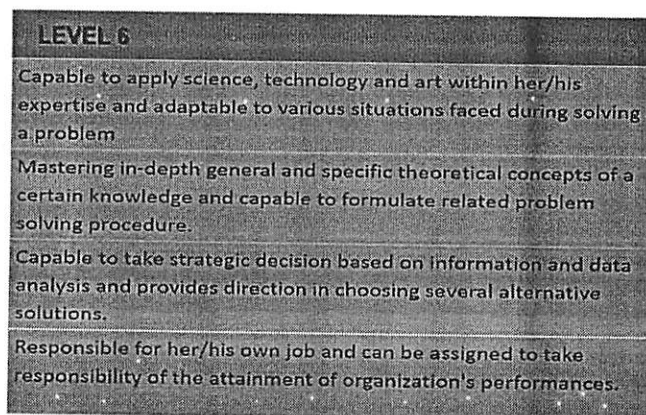 LEVEL 6
Capable to apply science, technology and art within her/his
expertise and adaptable to various situations faced during solving
a problem
Mastering in-depth general and specific theoretical concepts of a
certain knowledge and capable to formulate related problem
solving procedure.
Capable to take strategic decision based on information and data
analysis and provides direction in choosing several alternative
solutions.
Responsible for her/his own job and can be assigned to take
responsibility of the attainment of organization's performances.